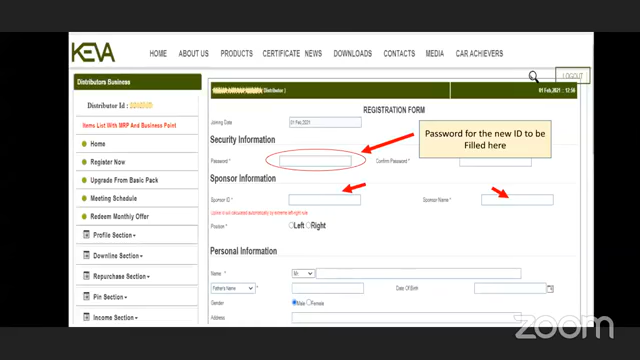 KEVA
HOME ABOUT US PRODUCTS CERTIFICATE NEWS DOWNLOADS CONTACTS MEDIA CAR ACHIEVERS
LOGOUT
Distributors Business
Distributor Id :
Items List With MRP And Business Point
Home
Register Now
Upgrade From Basic Pack
Meeting Schedule
Redeem Monthly Offer
Profile Section
Downline Section
Repurchase Section
Pin Section
Income Section
(Distributor)
01 Feb,2021 : 12:56
REGISTRATION FORM
Joining Date 01 Feb,2021
Security Information
Password * Confirm Password *
Password for the new ID to be
Filled here
Sponsor Information
Sponsor ID * Sponsor Name *
Position * Left Right
Personal Information
Name: * Mr.
Father's Name * Date Of Birth
Gender Male Female
Address
zoom